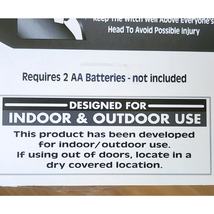 Keep The Witch Well Above Everyone's
Head To Avoid Possible Injury
Requires 2 AA Batteries - not included
DESIGNED FOR
INDOOR & OUTDOOR USE
This product has been developed
for indoor/outdoor use.
If using out of doors, locate in a
dry covered location.